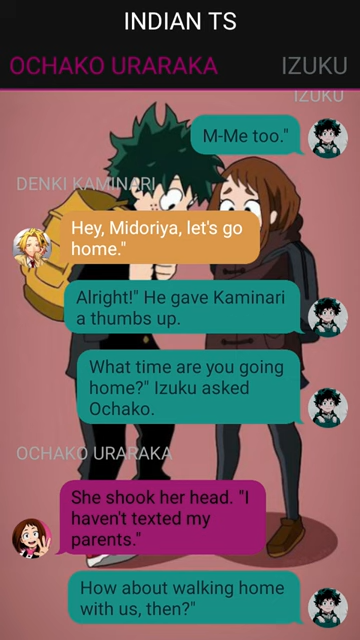 INDIAN TS
OCHAKO URARAKA
IZUKU
IZUKU
M-Me too."
DENKI KAMINARI
Hey, Midoriya, let's go
home."
Alright!" He gave Kaminari
a thumbs up.
What time are you going
home?" Izuku asked
Ochako.
OCHAKO URARAKA
She shook her head. "I
haven't texted my
parents."
How about walking home
with us, then?"